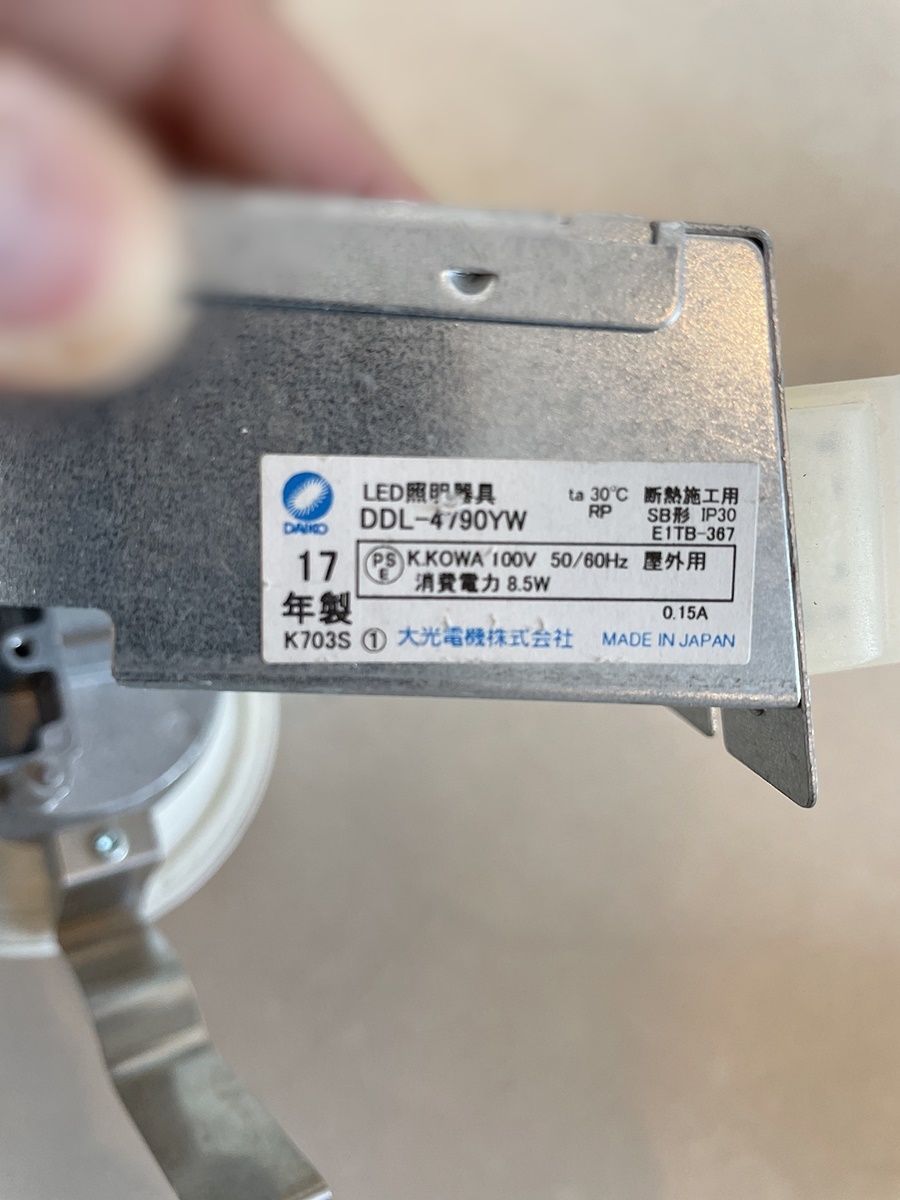 DAIKO
LED照明器具
DDL-4790YW
ta 30℃
RP
断熱施工用
SB形 IP30
E1TB-367
17
年製
K703S ①
PS
E
K.KOWA 100V 50/60Hz 屋外用
消費電力 8.5W
0.15A
大光電機株式会社 MADE IN JAPAN